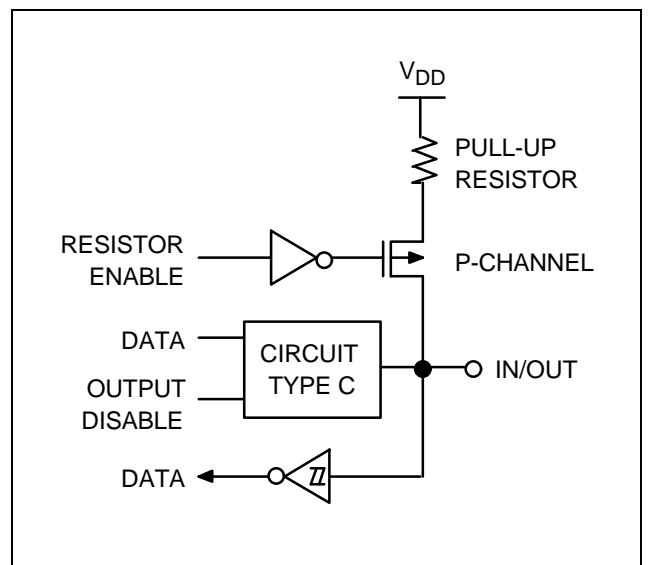 VDD
PULL-UP
RESISTOR
RESISTOR
ENABLE
P-CHANNEL
DATA
CIRCUIT
TYPE C
IN/OUT
OUTPUT
DISABLE
DATA